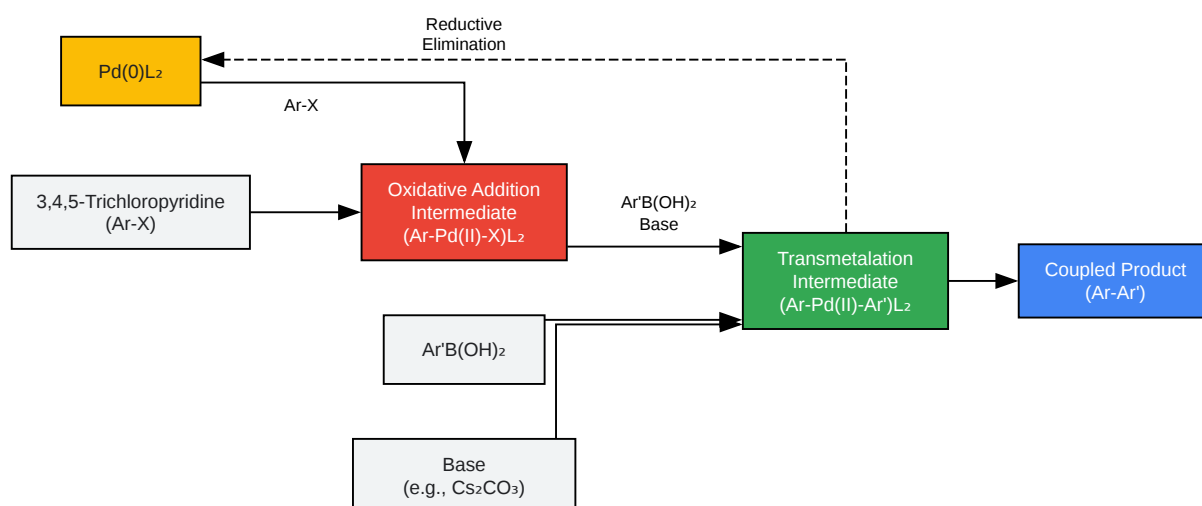 Reductive
Elimination
Pd(0)L₂
Ar-X
3,4,5-Trichloropyridine
(Ar-X)
Oxidative Addition
Intermediate
(Ar-Pd(II)-X)L₂
Ar'B(OH)₂
Base
Transmetalation
Intermediate
(Ar-Pd(II)-Ar')L₂
Coupled Product
(Ar-Ar')
Ar'B(OH)₂
Base
(e.g., Cs₂CO₃)